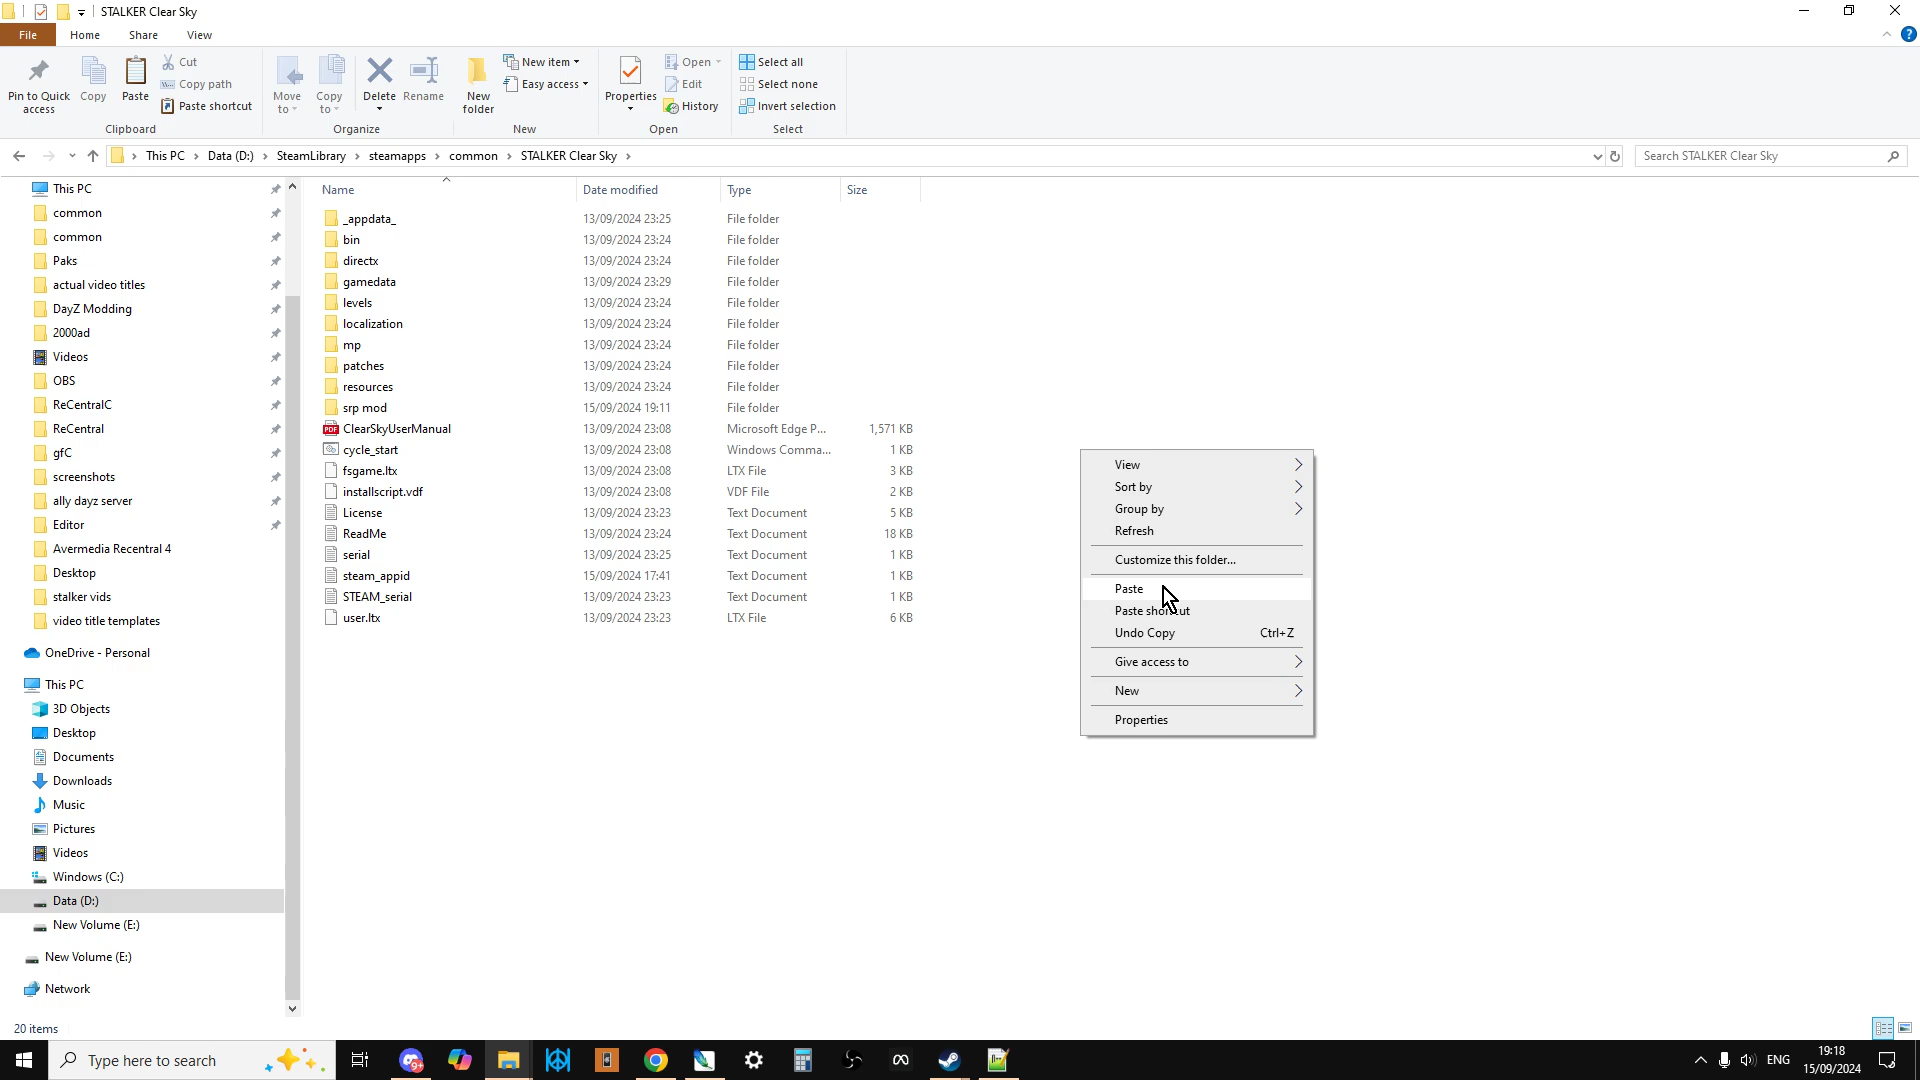 STALKER Clear Sky
File Home Share View
Pin to Quick access
Copy
Paste
Cut
Copy path
Paste shortcut
Clipboard
Move to
Copy to
Delete
Rename
Organize
New folder
New item
Easy access
New
Properties
Open
Edit
History
Open
Select all
Select none
Invert selection
Select
This PC > Data (D:) > SteamLibrary > steamapps > common > STALKER Clear Sky >
Search STALKER Clear Sky
This PC
common
common
Paks
actual video titles
DayZ Modding
2000ad
Videos
OBS
ReCentralC
ReCentral
gfC
screenshots
ally dayz server
Editor
Avermedia Recentral 4
Desktop
stalker vids
video title templates
OneDrive - Personal
This PC
3D Objects
Desktop
Documents
Downloads
Music
Pictures
Videos
Windows (C:)
Data (D:)
New Volume (E:)
New Volume (E:)
Network
Name Date modified Type Size
_appdata_ 13/09/2024 23:25 File folder
bin 13/09/2024 23:24 File folder
directx 13/09/2024 23:24 File folder
gamedata 13/09/2024 23:29 File folder
levels 13/09/2024 23:24 File folder
localization 13/09/2024 23:24 File folder
mp 13/09/2024 23:24 File folder
patches 13/09/2024 23:24 File folder
resources 13/09/2024 23:24 File folder
srp mod 15/09/2024 19:11 File folder
PDF ClearSkyUserManual 13/09/2024 23:08 Microsoft Edge P... 1,571 KB
cycle_start 13/09/2024 23:08 Windows Comma... 1 KB
fsgame.ltx 13/09/2024 23:08 LTX File 3 KB
installscript.vdf 13/09/2024 23:08 VDF File 2 KB
License 13/09/2024 23:23 Text Document 5 KB
ReadMe 13/09/2024 23:24 Text Document 18 KB
serial 13/09/2024 23:25 Text Document 1 KB
steam_appid 15/09/2024 17:41 Text Document 1 KB
STEAM_serial 13/09/2024 23:23 Text Document 1 KB
user.ltx 13/09/2024 23:23 LTX File 6 KB
View
Sort by
Group by
Refresh
Customize this folder...
Paste
Undo Copy Ctrl+Z
Give access to
New
Properties
20 items
Type here to search
ENG
19:18
15/09/2024